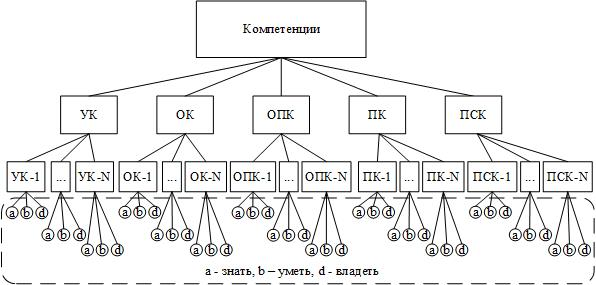 Компетенции
УК ОК ОПК ПК ПСК
УК-1 ... УК-N ОК-1 ... ОК-N ОПК-1 ... ОПК-N ПК-1 ... ПК-N ПСК-1 ... ПСК-N
a b d a b d a b d a b d a b d
a b d a b d a b d a b d a b d
a b d a b d a b d a b d a b d
a - знать, b – уметь, d - владеть